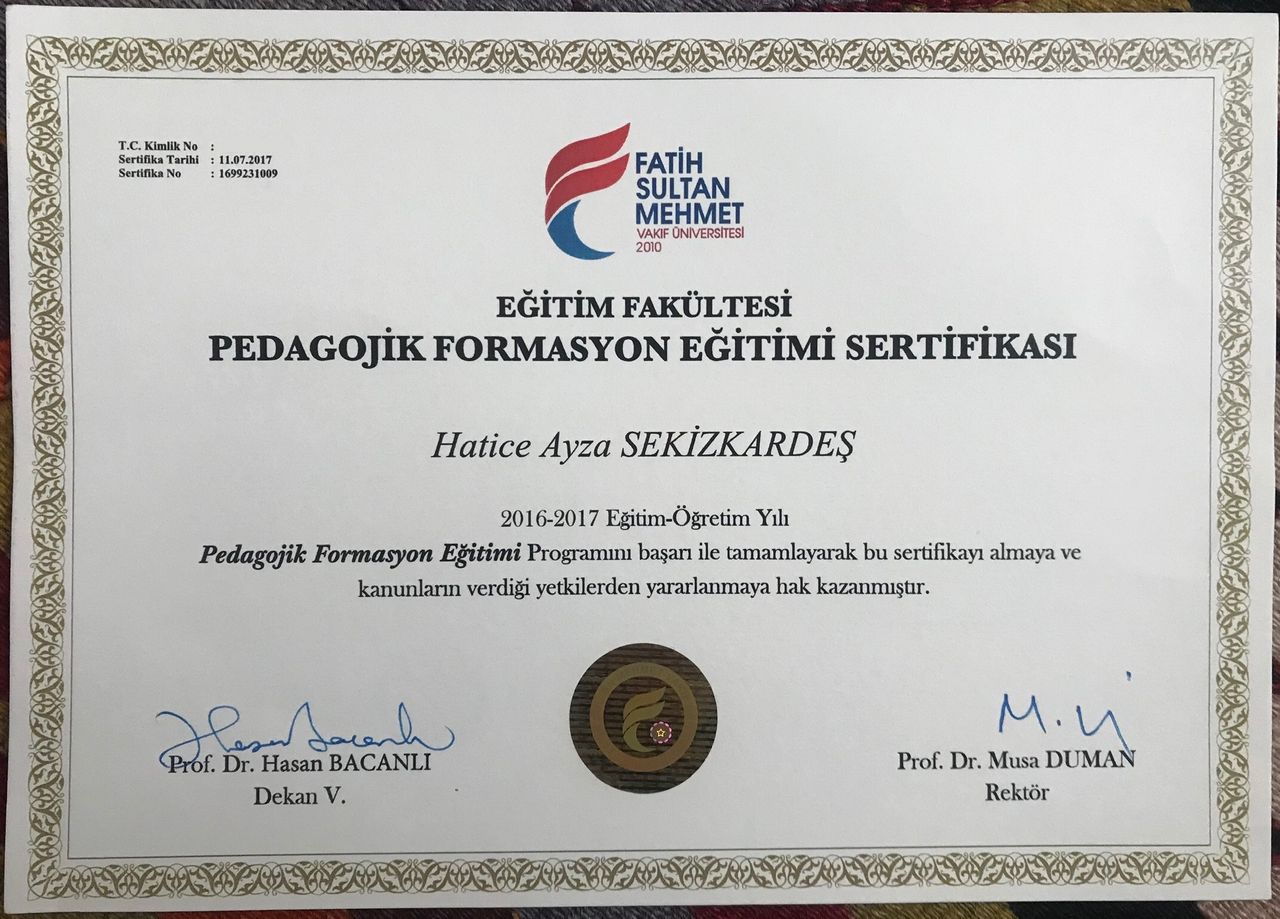 T.C. Kimlik No :
Sertifika Tarihi : 11.07.2017
Sertifika No : 1699231009
FATİH
SULTAN
MEHMET
VAKIF ÜNİVERSİTESİ
2010
EĞİTİM FAKÜLTESİ
PEDAGOJİK FORMASYON EĞİTİMİ SERTİFİKASI
Hatice Ayza SEKİZKARDEŞ
2016-2017 Eğitim-Öğretim Yılı
Pedagojik Formasyon Eğitimi Programını başarı ile tamamlayarak bu sertifikayı almaya ve
kanunların verdiği yetkilerden yararlanmaya hak kazanmıştır.
Prof. Dr. Hasan BACANLI
Dekan V.
Prof. Dr. Musa DUMAN
Rektör